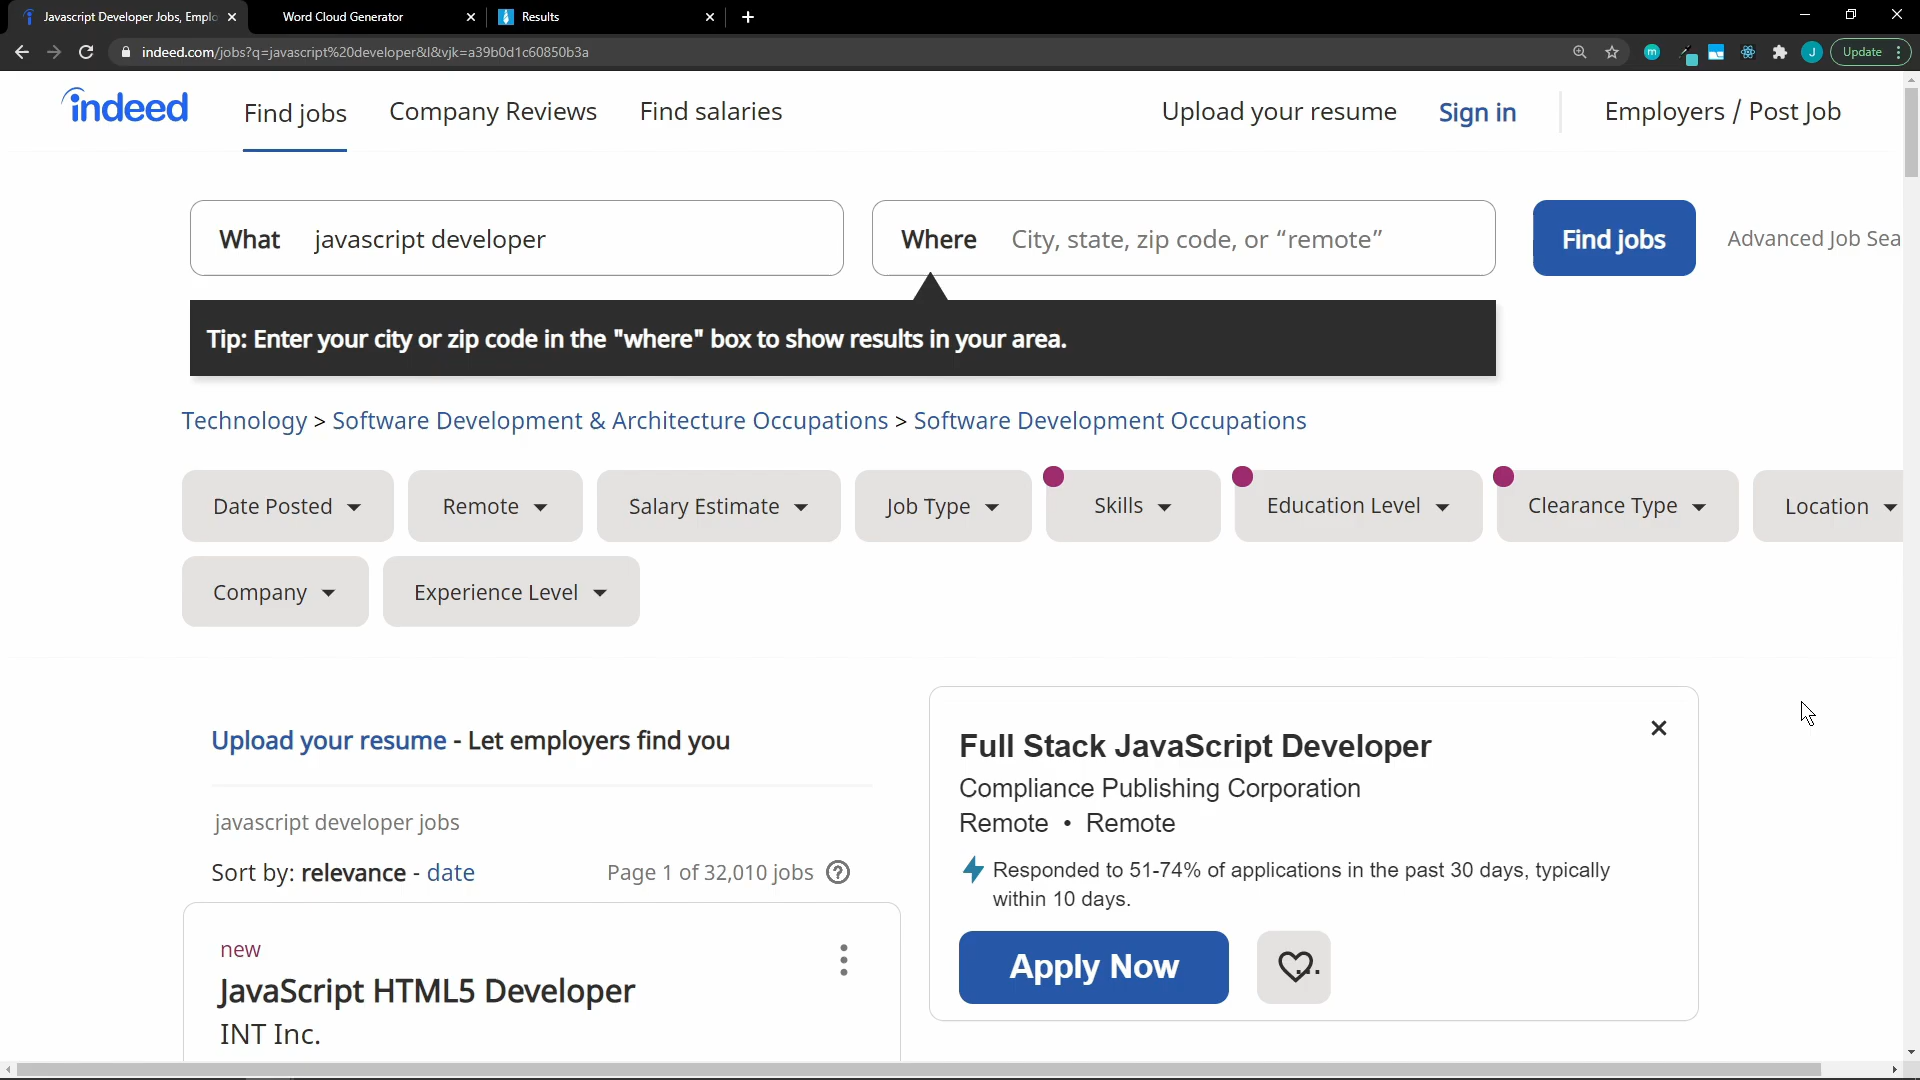 Javascript Developer Jobs, Emplo
Word Cloud Generator
Results
indeed.com/jobs?q=javascript%20developer&l&vjk=a39b0d1c60850b3a
m
J
Update
indeed
Find jobs
Company Reviews
Find salaries
Upload your resume
Sign in
Employers / Post Job
What javascript developer
Where City, state, zip code, or “remote”
Find jobs
Advanced Job Sea
Tip: Enter your city or zip code in the "where" box to show results in your area.
Technology > Software Development & Architecture Occupations > Software Development Occupations
Date Posted
Remote
Salary Estimate
Job Type
Skills
Education Level
Clearance Type
Location
Company
Experience Level
Upload your resume - Let employers find you
javascript developer jobs
Sort by: relevance - date
Page 1 of 32,010 jobs ?
new
JavaScript HTML5 Developer
INT Inc.
Full Stack JavaScript Developer
Compliance Publishing Corporation
Remote • Remote
Responded to 51-74% of applications in the past 30 days, typically
within 10 days.
Apply Now